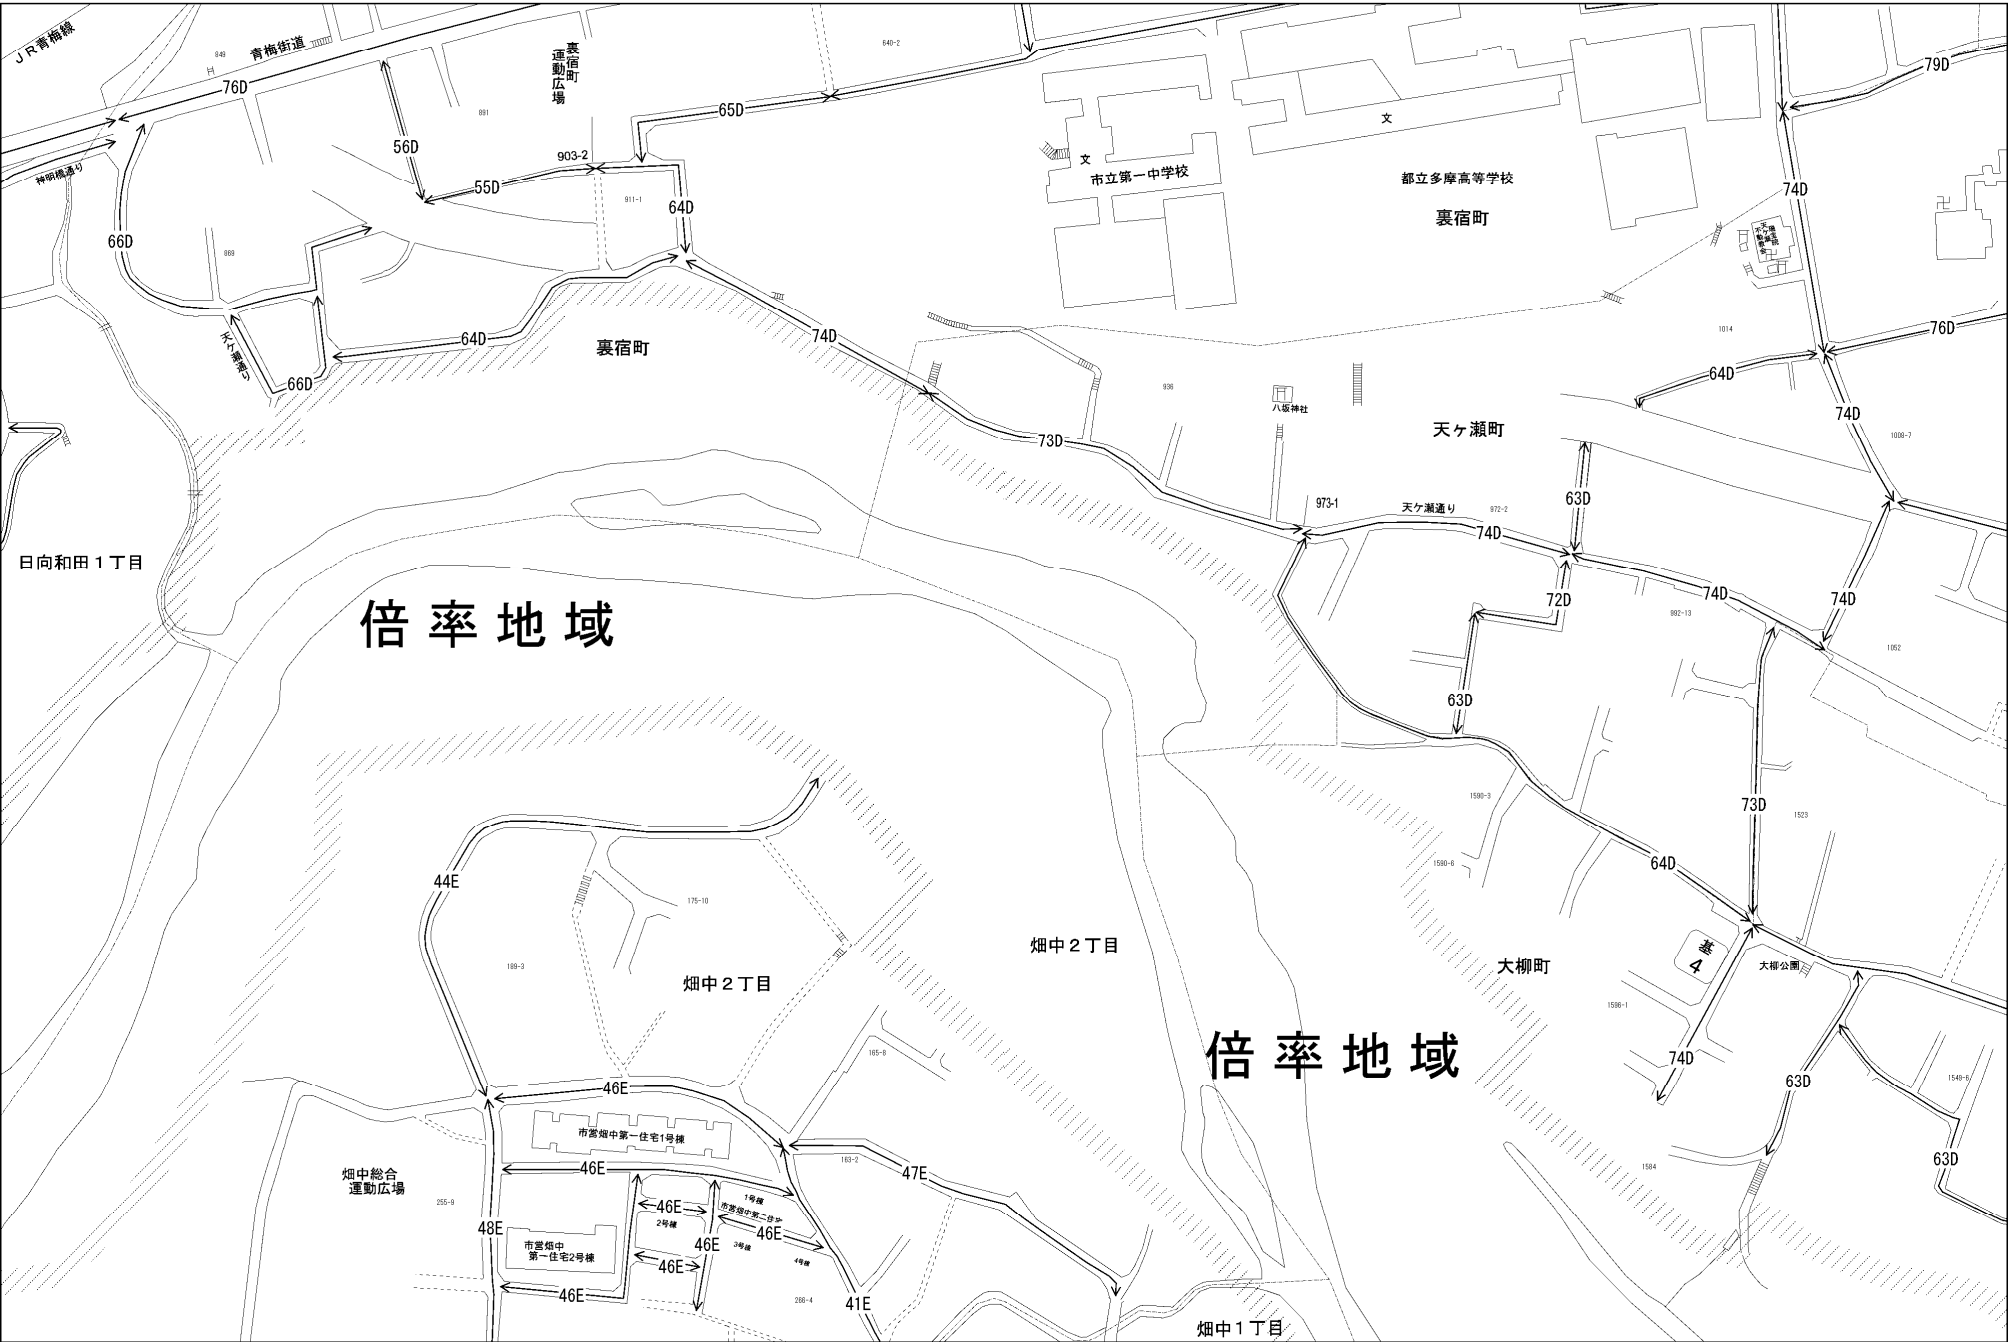 JR青梅線
849
青梅街道
76D
裏宿町
運動広場
640-2
79D
65D
891
56D
903-2
55D
文
文
市立第一中学校
都立多摩高等学校
裏宿町
神明橋通り
911-1
64D
74D
66D
869
天ケ瀬通り
64D
66D
裏宿町
74D
1014
76D
64D
936
八坂神社
天ヶ瀬町
74D
1008-7
73D
973-1
天ケ瀬通り
972-2
63D
74D
日向和田1丁目
倍率地域
72D
74D
74D
992-13
1052
63D
1590-3
73D
1523
1590-6
64D
44E
175-10
189-3
畑中2丁目
畑中2丁目
大柳町
基
4
大柳公園
1596-1
倍率地域
165-8
74D
63D
1549-6
46E
市営畑中第一住宅1号棟
163-2
47E
46E
畑中総合
運動広場
255-9
1584
63D
46E
1号棟
市営畑中第二住宅
2号棟
46E
48E
46E
3号棟
4号棟
市営畑中
第一住宅2号棟
46E
46E
266-4
41E
畑中1丁目